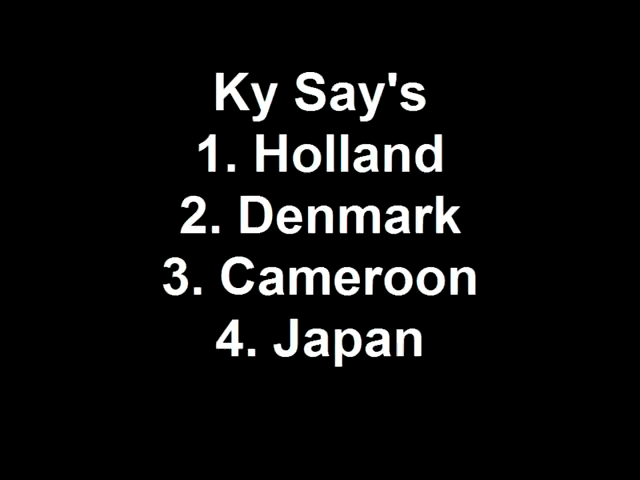 Ky Say's
1. Holland
2. Denmark
3. Cameroon
4. Japan